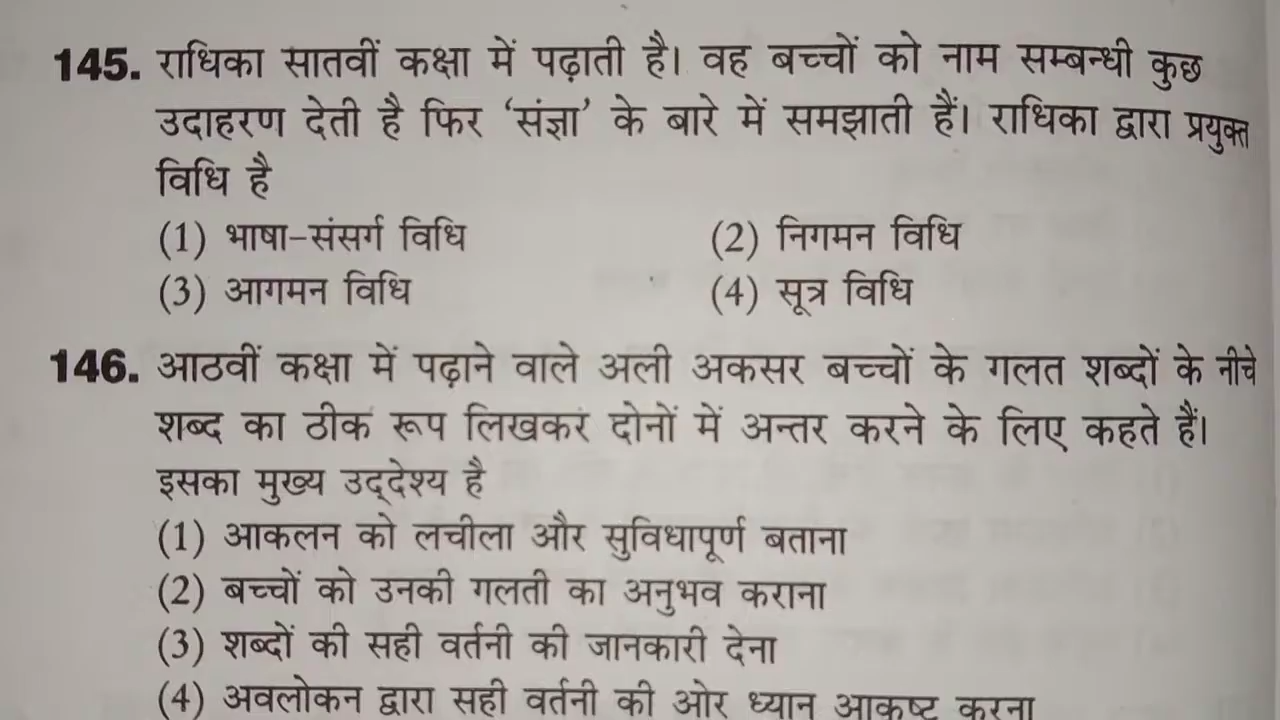 145. राधिका सातवीं कक्षा में पढ़ाती है। वह बच्चों को नाम सम्बन्धी कुछ
उदाहरण देती है फिर ‘संज्ञा’ के बारे में समझाती हैं। राधिका द्वारा प्रयुक्त
विधि है
(1) भाषा-संसर्ग विधि (2) निगमन विधि
(3) आगमन विधि (4) सूत्र विधि
146. आठवीं कक्षा में पढ़ाने वाले अली अकसर बच्चों के गलत शब्दों के नीचे
शब्द का ठीक रूप लिखकर दोनों में अन्तर करने के लिए कहते हैं।
इसका मुख्य उद्देश्य है
(1) आकलन को लचीला और सुविधापूर्ण बताना
(2) बच्चों को उनकी गलती का अनुभव कराना
(3) शब्दों की सही वर्तनी की जानकारी देना
(4) अवलोकन द्वारा सही वर्तनी की ओर ध्यान आकृष्ट करना